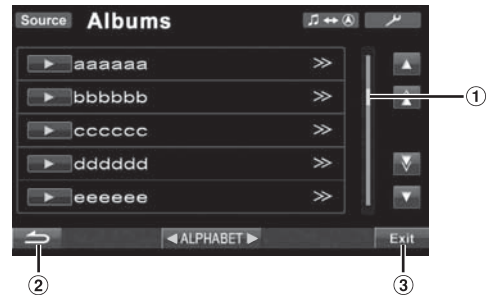 Source Albums
aaaaaa
bbbbbb
cccccc
dddddd
eeeeee
①
◀ ALPHABET ▶ Exit
② ③